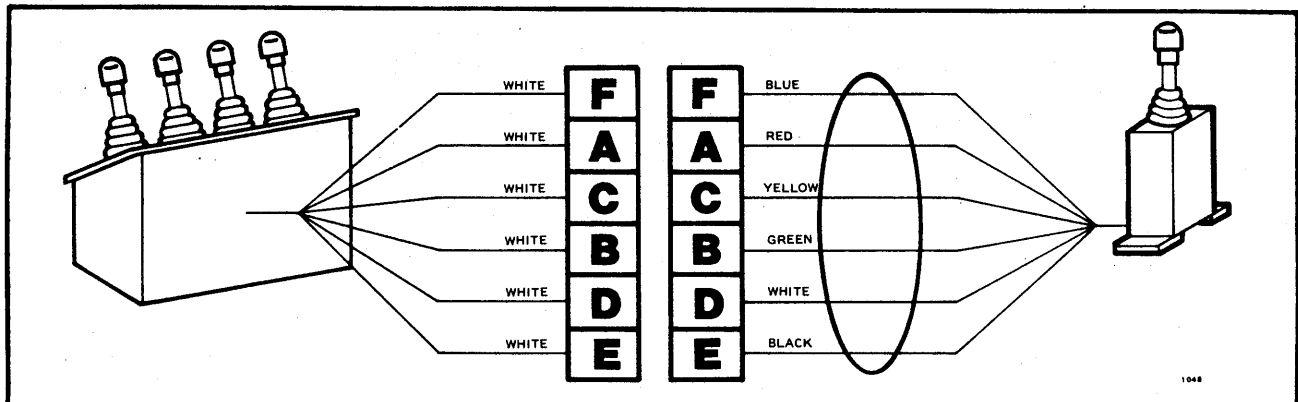 WHITE F F BLUE
WHITE A A RED
WHITE C C YELLOW
WHITE B B GREEN
WHITE D D WHITE
WHITE E E BLACK
1048